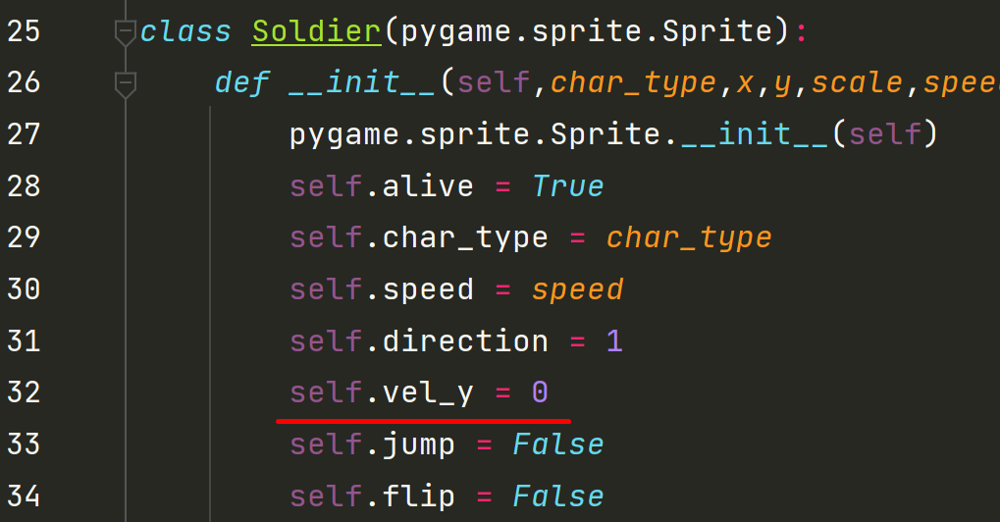 25 class Soldier(pygame.sprite.Sprite):
26 def __init__(self,char_type,x,y,scale,speed
27 pygame.sprite.Sprite.__init__(self)
28 self.alive = True
29 self.char_type = char_type
30 self.speed = speed
31 self.direction = 1
32 self.vel_y = 0
33 self.jump = False
34 self.flip = False